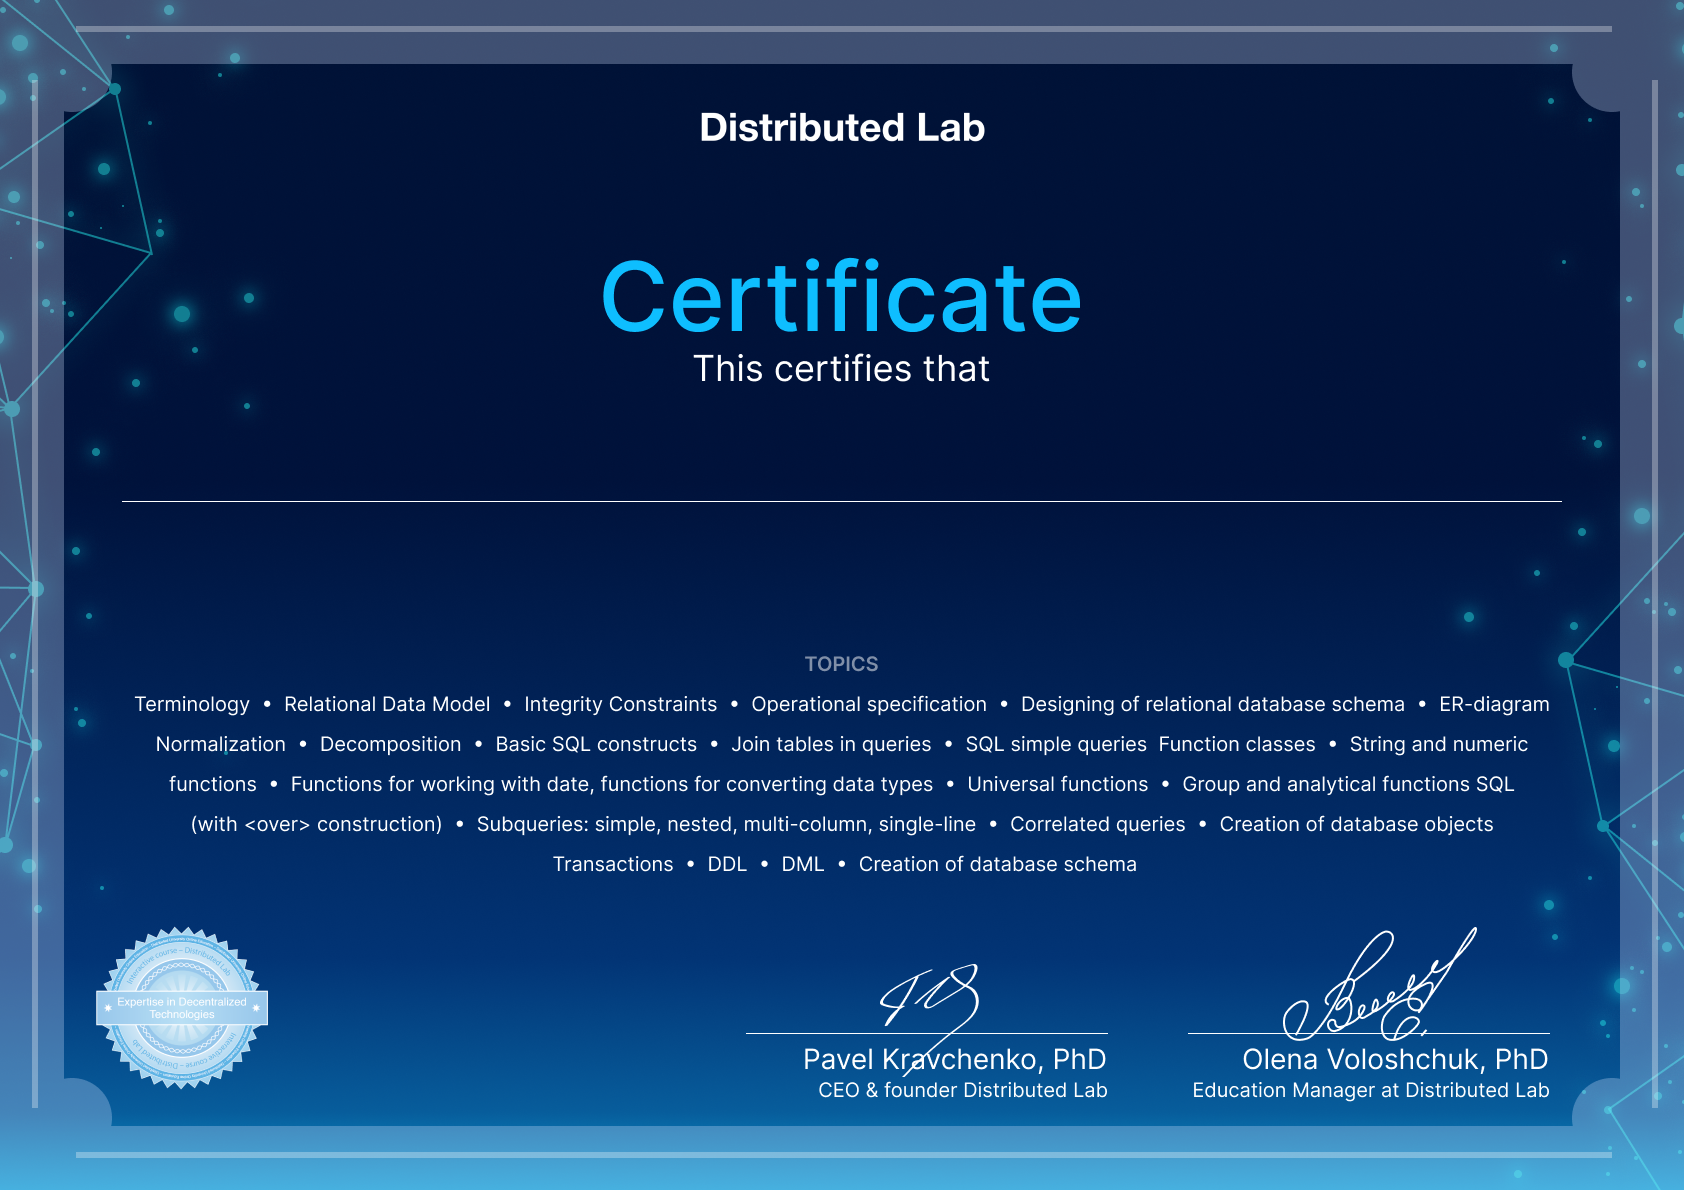 Distributed Lab
Certificate
This certifies that
TOPICS
Terminology • Relational Data Model • Integrity Constraints • Operational specification • Designing of relational database schema • ER-diagram
Normalization • Decomposition • Basic SQL constructs • Join tables in queries • SQL simple queries Function classes • String and numeric
functions • Functions for working with date, functions for converting data types • Universal functions • Group and analytical functions SQL
(with <over> construction) • Subqueries: simple, nested, multi-column, single-line • Correlated queries • Creation of database objects
Transactions • DDL • DML • Creation of database schema
Interactive course - Distributed Lab
Expertise in Decentralized
Technologies
Interactive course - Distributed Lab
Pavel Kravchenko, PhD
CEO & founder Distributed Lab
Olena Voloshchuk, PhD
Education Manager at Distributed Lab